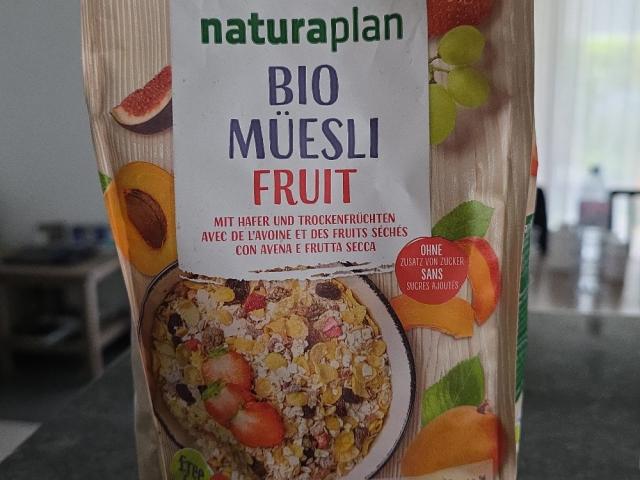 naturaplan
BIO
MÜESLI
FRUIT
MIT HAFER UND TROCKENFRÜCHTEN
AVEC DE L'AVOINE ET DES FRUITS SÉCHÉS
CON AVENA E FRUTTA SECCA
OHNE
ZUSATZ VON ZUCKER
SANS
SUCRES AJOUTÉS
Free